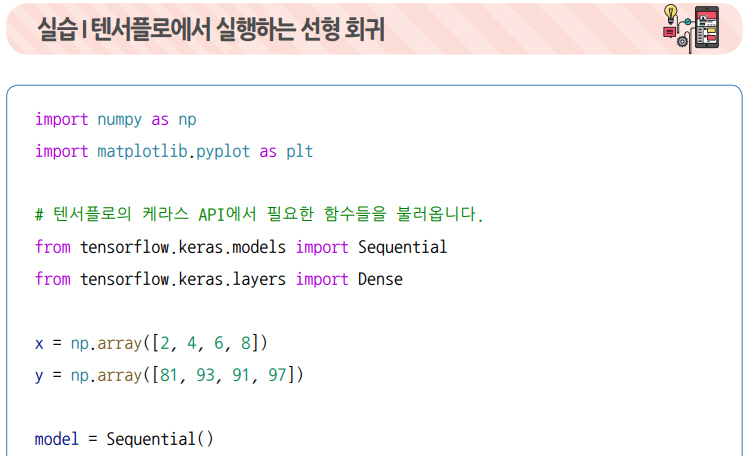 실습 | 텐서플로에서 실행하는 선형 회귀
import numpy as np
import matplotlib.pyplot as plt
# 텐서플로의 케라스 API에서 필요한 함수들을 불러옵니다.
from tensorflow.keras.models import Sequential
from tensorflow.keras.layers import Dense
x = np.array([2, 4, 6, 8])
y = np.array([81, 93, 91, 97])
model = Sequential()